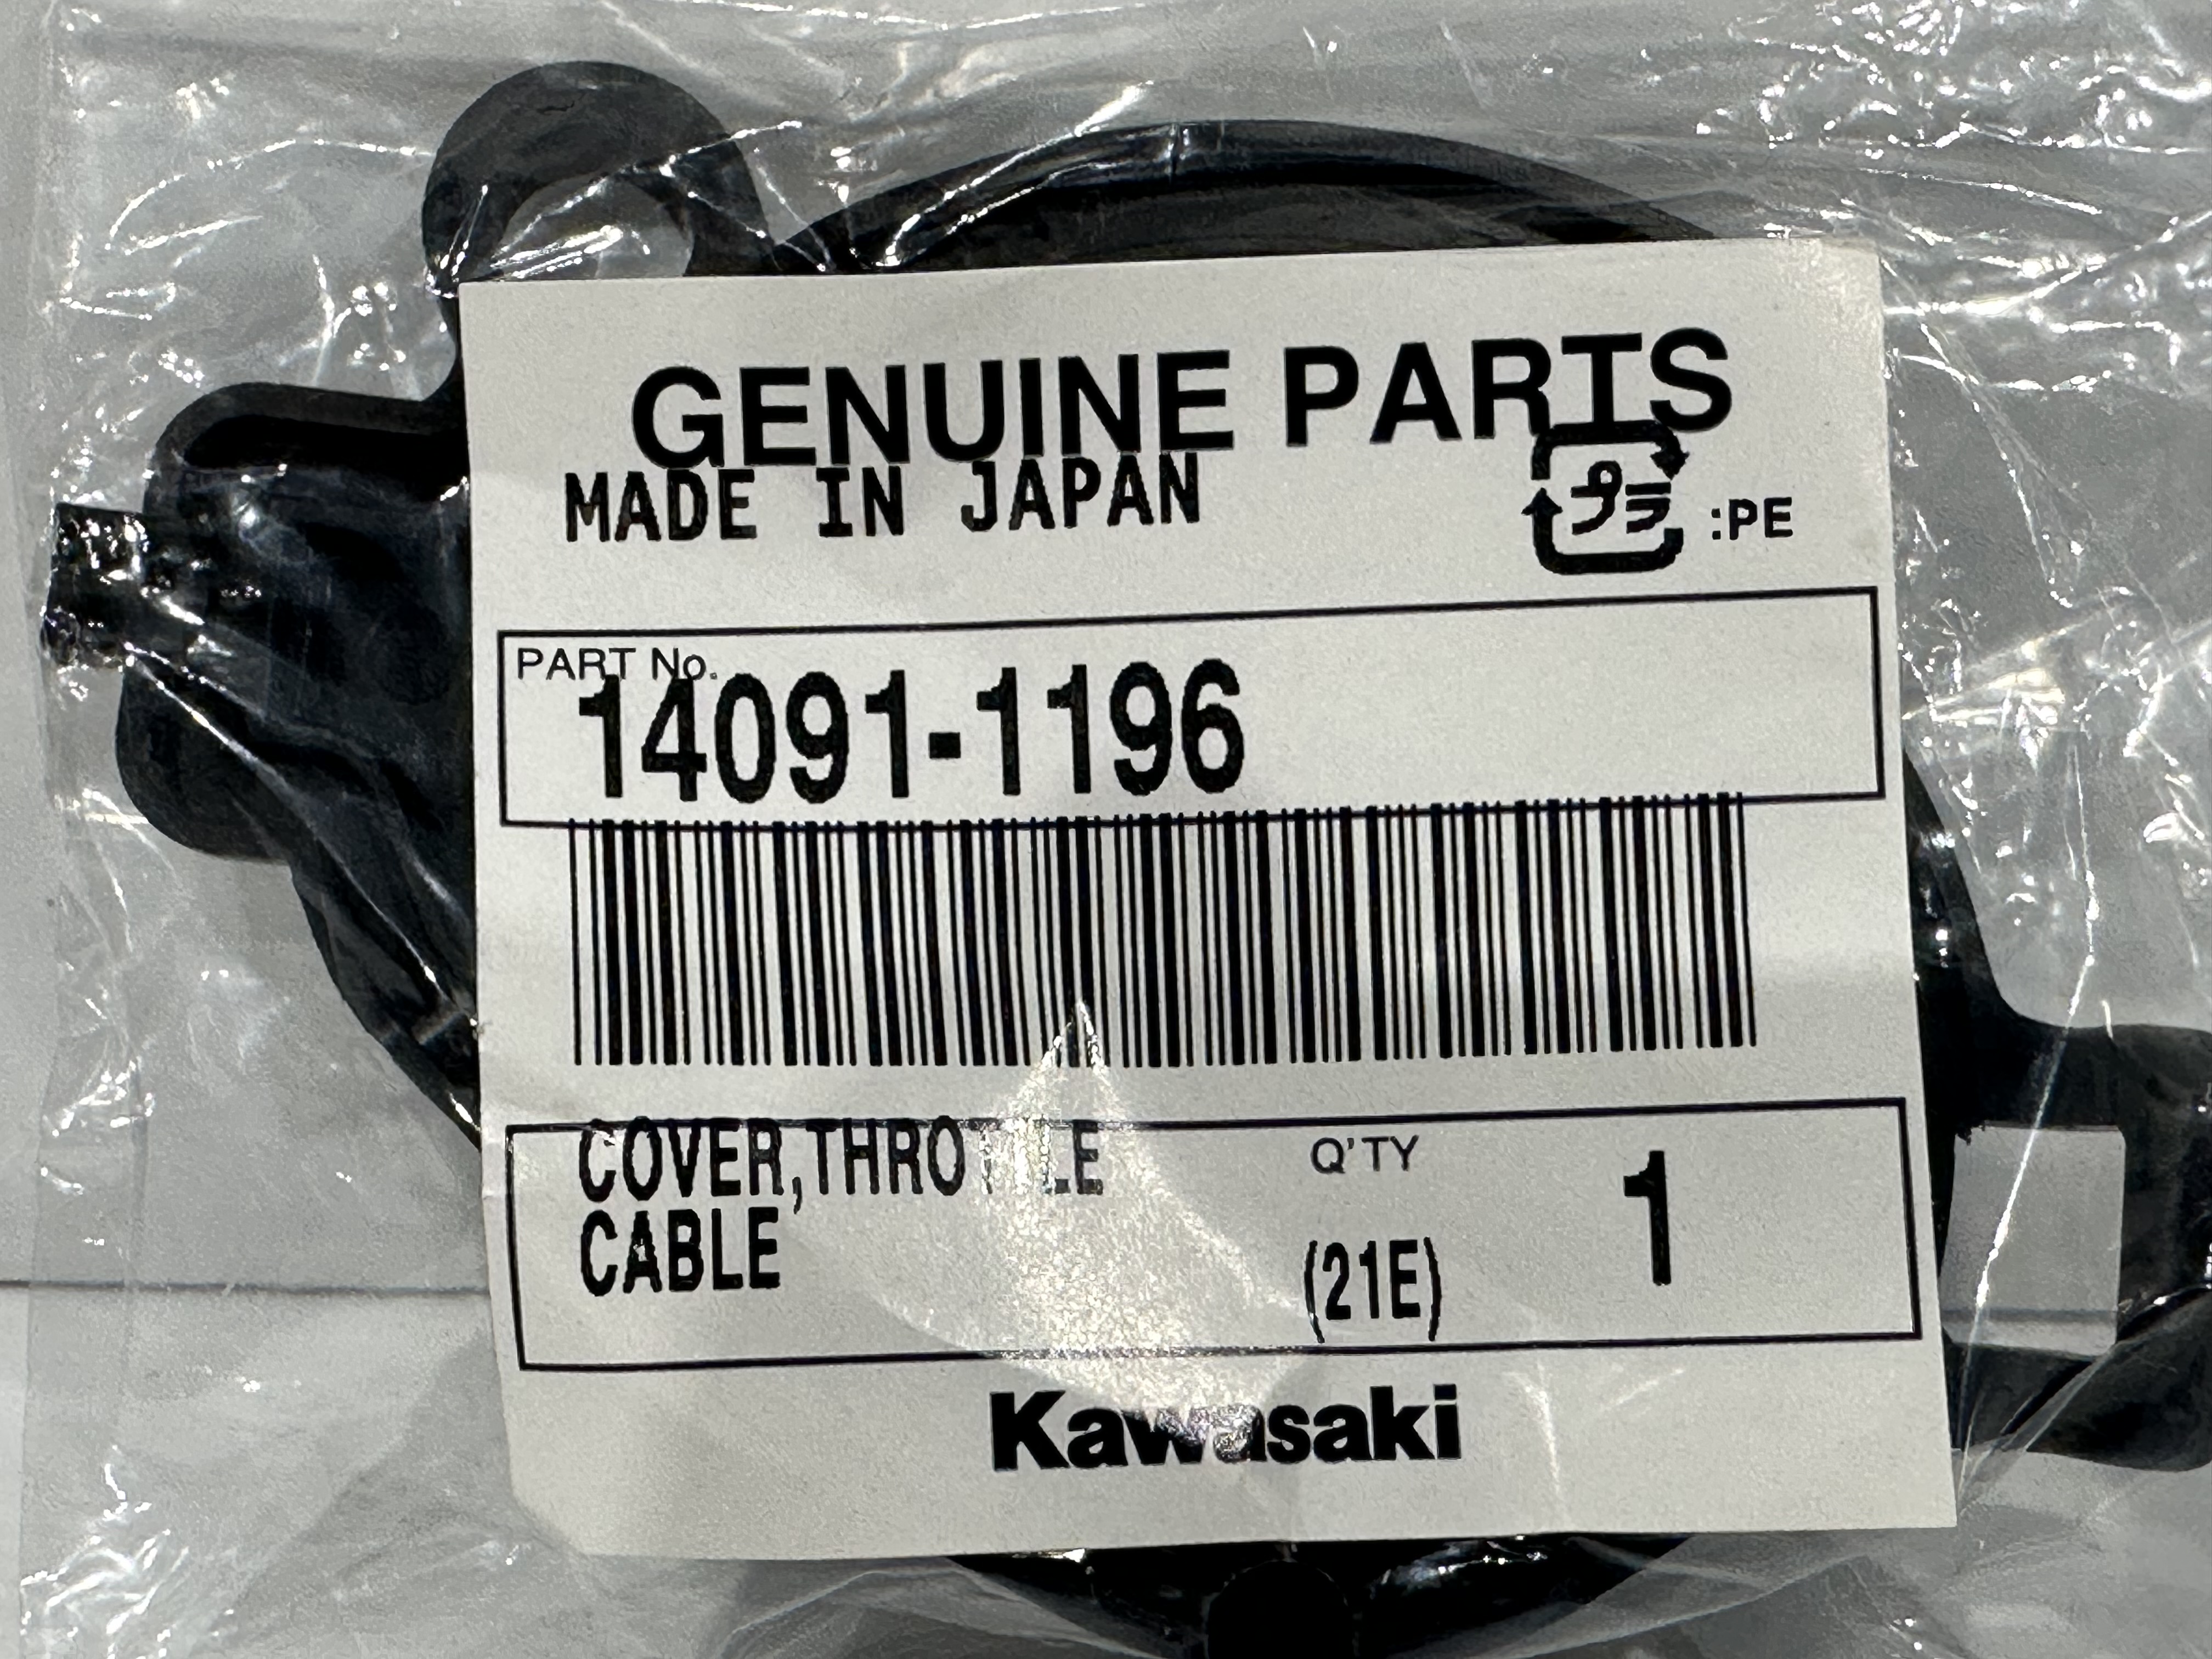 GENUINE PARTS
MADE IN JAPAN
プラ :PE
PART No.
14091-1196
COVER,THROTTLE
CABLE
Q'TY
1
(21E)
Kawasaki